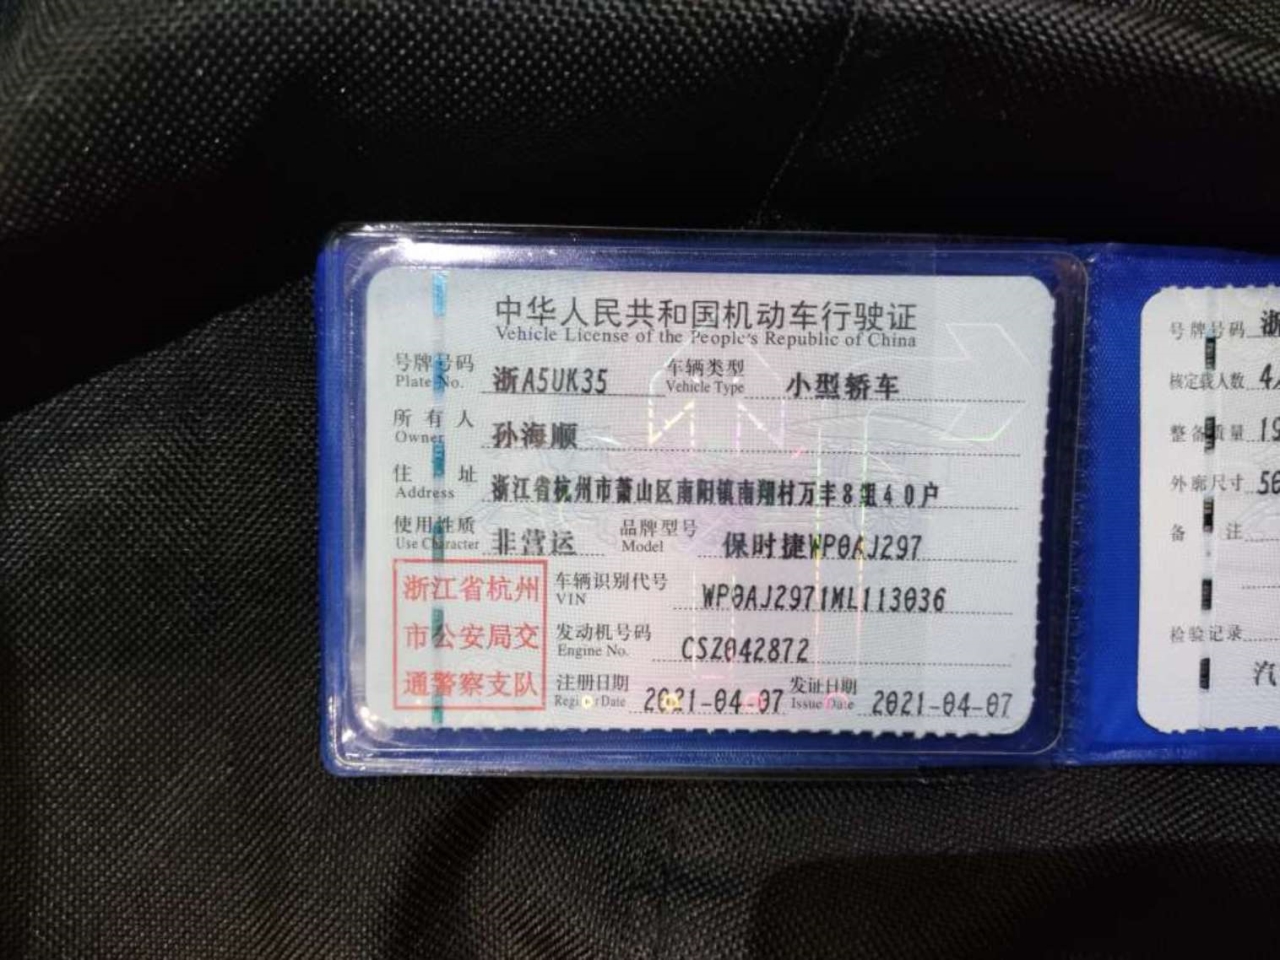 中华人民共和国机动车行驶证
Vehicle License of the People's Republic of China
号牌号码 浙A5UK35 车辆类型 小型轿车
Plate No. Vehicle Type
所有人 孙海顺
Owner
住址 浙江省杭州市萧山区南阳镇南翔村万丰8组40户
Address
使用性质 非营运 品牌型号 保时捷WP0AJ297
Use Character Model
浙江省杭州
市公安局交
通警察支队
车辆识别代号 WP0AJ2971ML113036
VIN
发动机号码 CSZ042872
Engine No.
注册日期 2021-04-07 发证日期 2021-04-07
Register Date Issue Date
号牌号码 浙
核定载人数 4
整备质量 19
外廓尺寸 56
备注
检验记录
汽